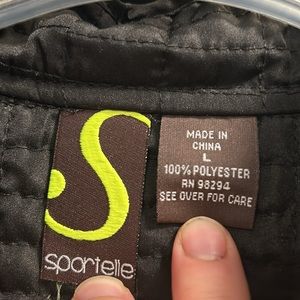 S
sportelle
MADE IN
CHINA
L
100% POLYESTER
RN 98294
SEE OVER FOR CARE